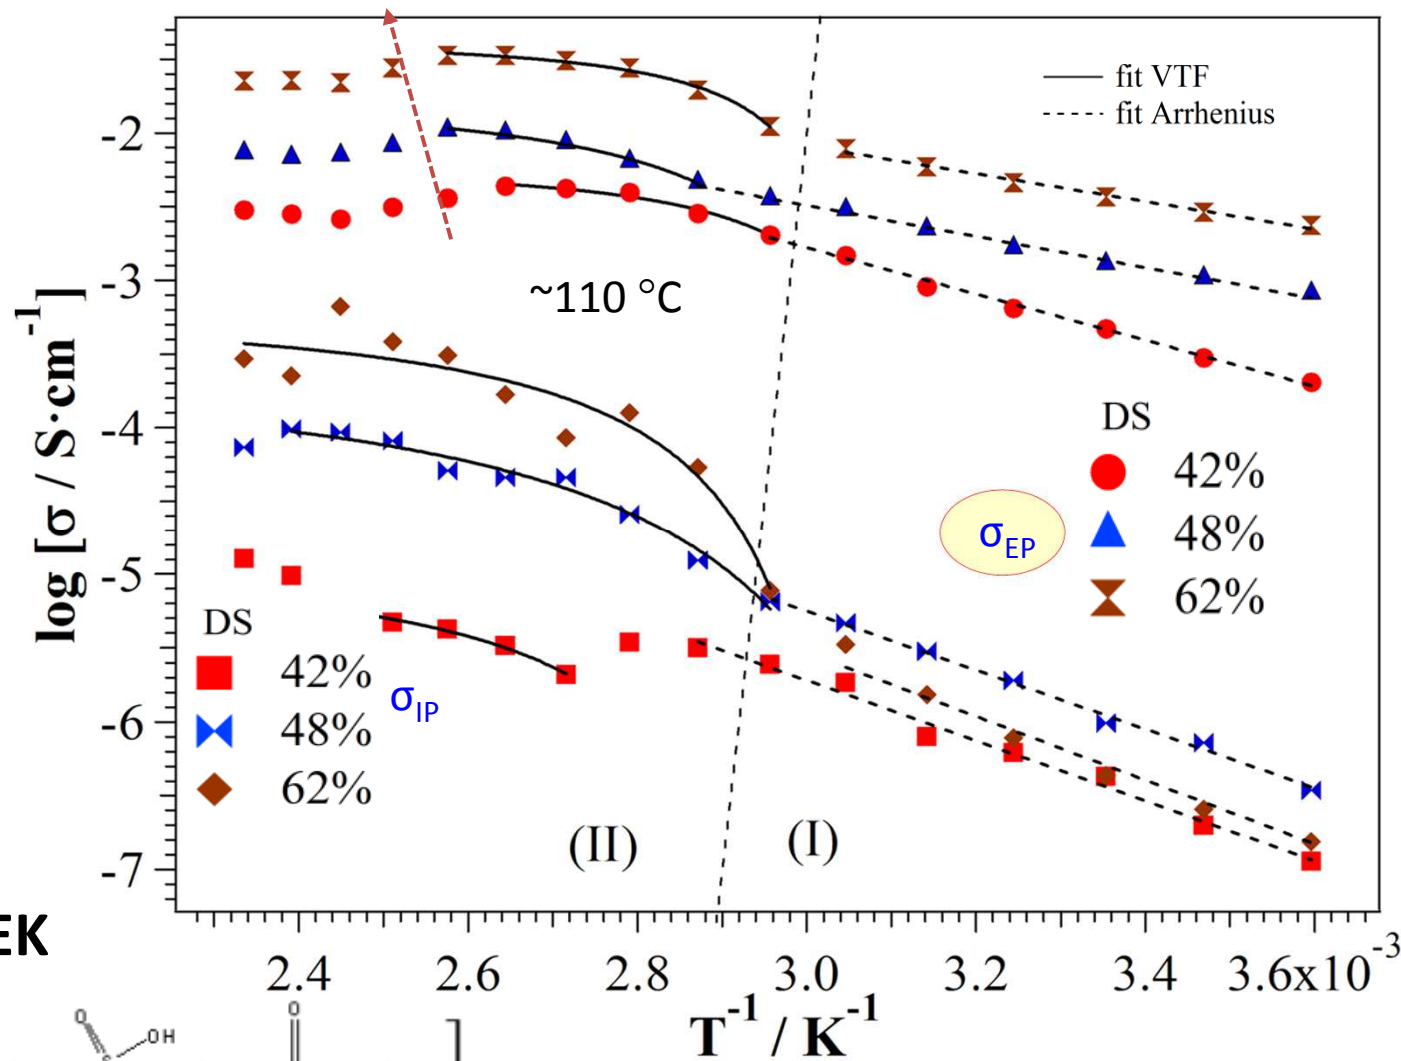 fit VTF
fit Arrhenius
-2
-3
-4
-5
-6
-7
log [σ / S·cm⁻¹]
~110 °C
DS
42%
48%
62%
σEP
DS
42%
48%
62%
σIP
(II)
(I)
2.4 2.6 2.8 3.0 3.2 3.4 3.6x10⁻³
T⁻¹ / K⁻¹
EK
O
OH
O